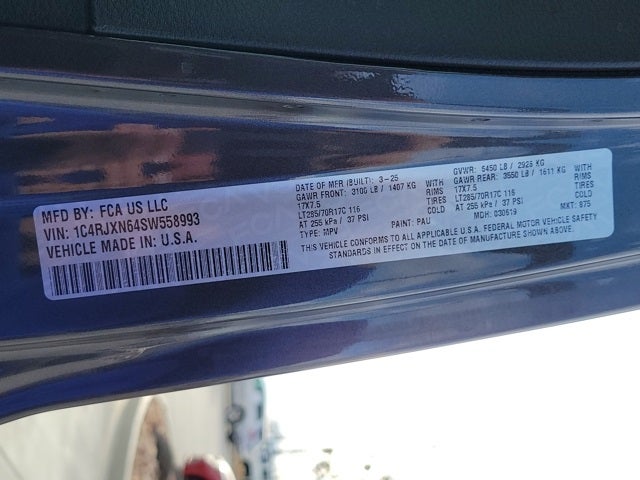 MFD BY: FCA US LLC
VIN: 1C4RJXN64SW558993
VEHICLE MADE IN: U.S.A.
DATE OF MFR (BUILT): 3-25
GAWR FRONT: 3100 LB / 1407 KG WITH
17X7.5 RIMS
LT285/70R17C 116 TIRES
AT 255 kPa / 37 PSI COLD
TYPE: MPV PAINT: PAU
GVWR: 6450 LB / 2926 KG
GAWR REAR: 3550 LB / 1611 KG WITH
17X7.5 RIMS
LT285/70R17C 116 TIRES
AT 255 kPa / 37 PSI COLD
MDH: 030619 MKT: 975
THIS VEHICLE CONFORMS TO ALL APPLICABLE U.S.A. FEDERAL MOTOR VEHICLE SAFETY
STANDARDS IN EFFECT ON THE DATE OF MANUFACTURE SHOWN ABOVE.